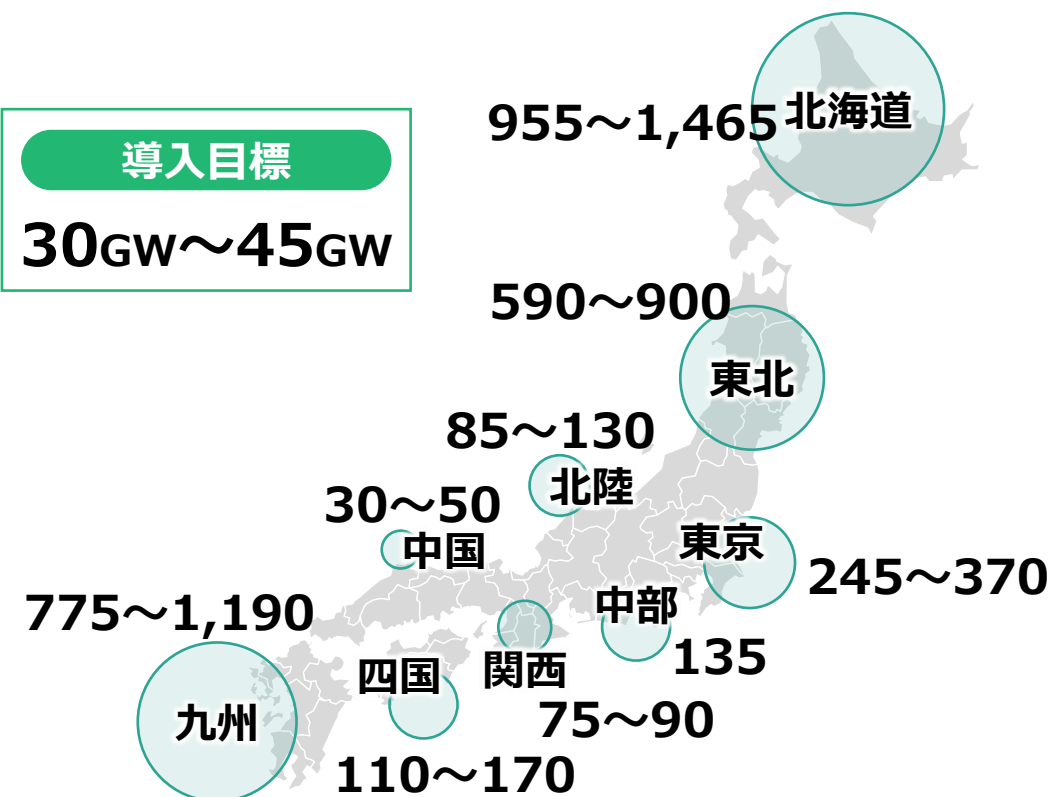 955～1,465
北海道
導入目標
30GW～45GW
590～900
東北
85～130
北陸
30～50
中国
東京
245～370
775～1,190
中部
135
四国
関西
九州
75～90
110～170